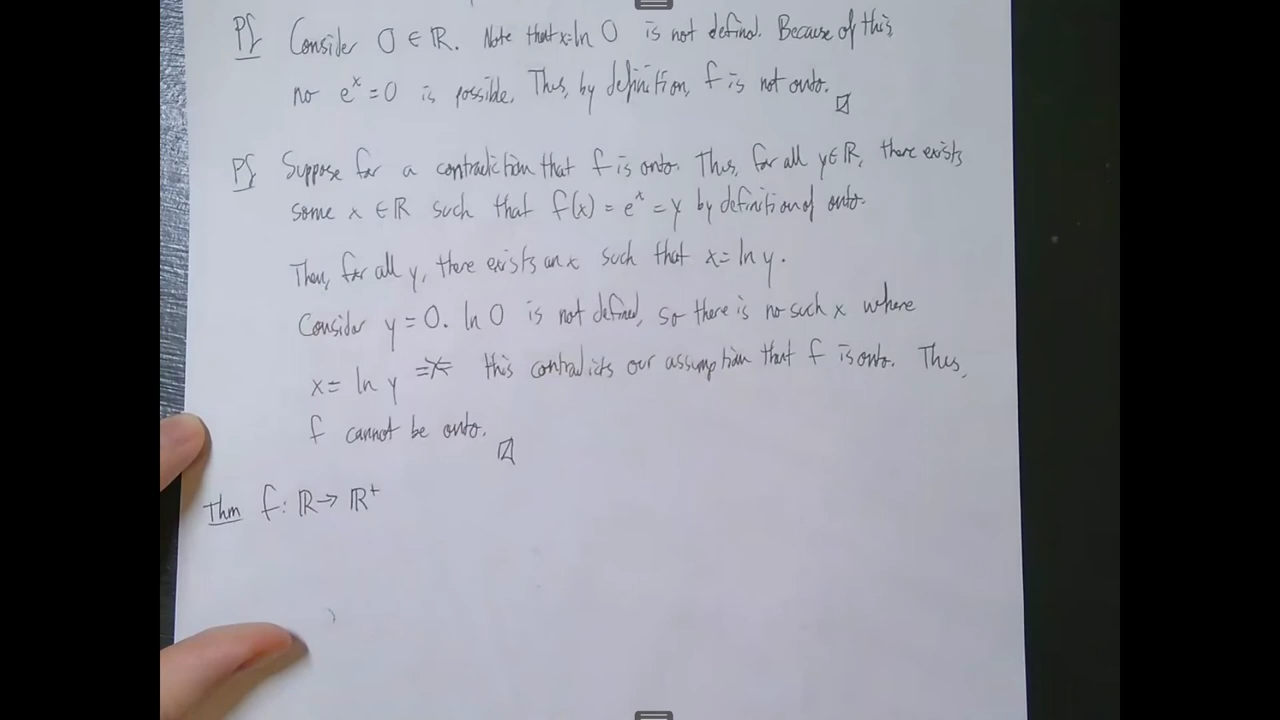 Pf Consider 0 ∈ ℝ. Note that x=ln 0 is not defined. Because of this,
no eˣ = 0 is possible. Thus, by definition, f is not onto.
Pf Suppose for a contradiction that f is onto. Thus, for all y∈ℝ, there exists
some x ∈ℝ such that f(x) = eˣ = y by definition of onto.
Then, for all y, there exists an x such that x = ln y.
Consider y = 0. ln 0 is not defined, so there is no such x where
x = ln y ⇒⇐ this contradicts our assumption that f is onto. Thus,
f cannot be onto.
Thm f: ℝ → ℝ⁺